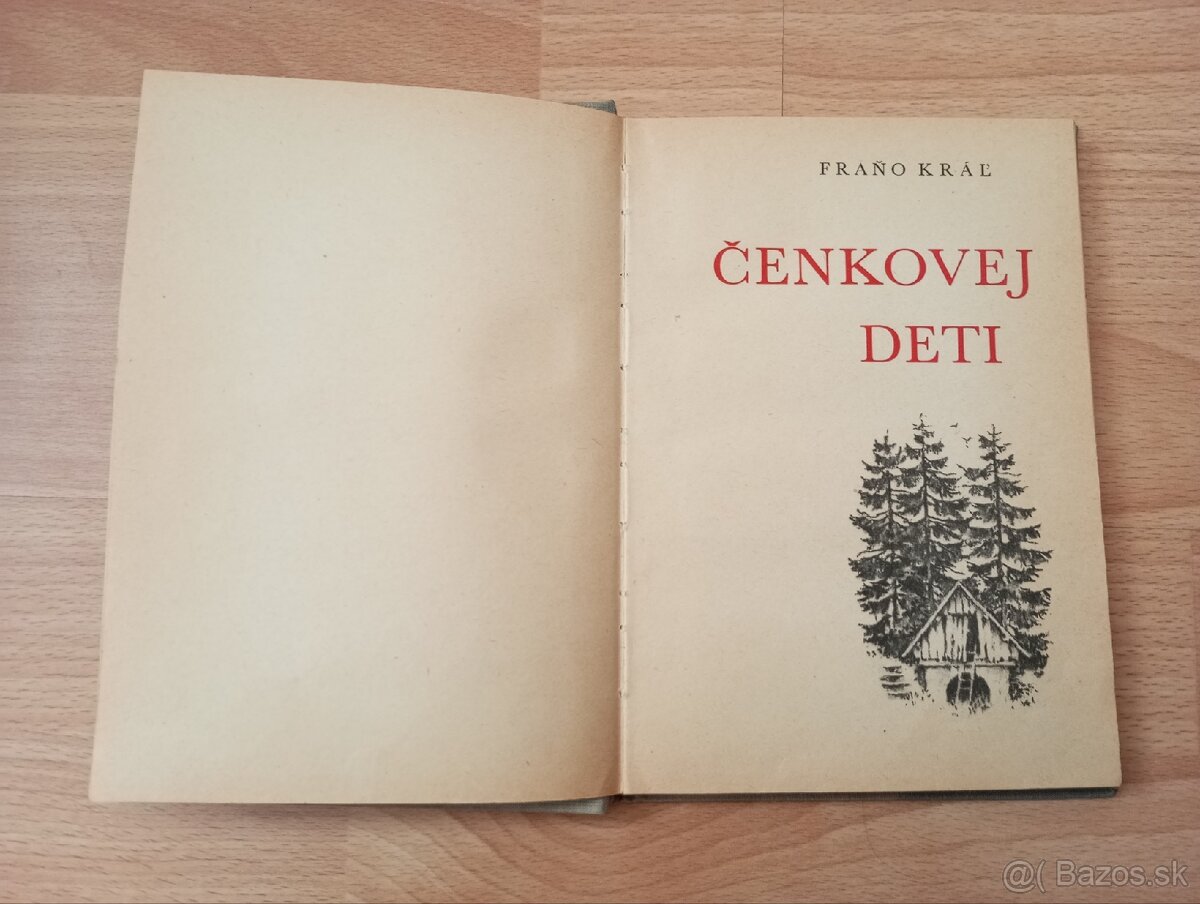 FRAŇO KRÁĽ
ČENKOVEJ
DETI
@( Bazos.sk